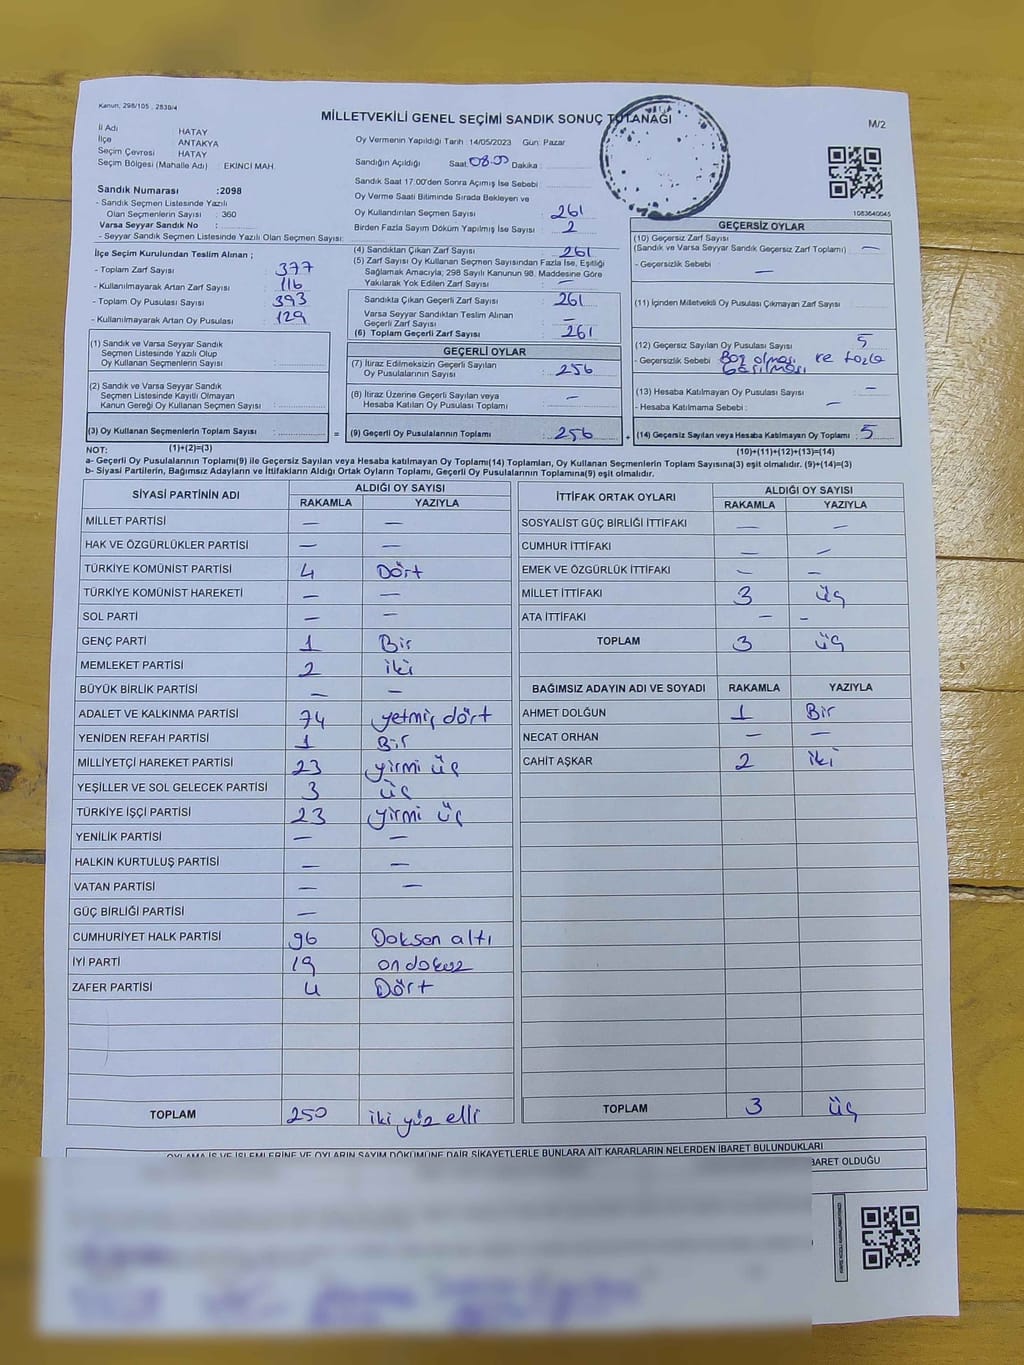 Kanun, 298/105 , 2839/4
MİLLETVEKİLİ GENEL SEÇİMİ SANDIK SONUÇ TUTANAĞI
M/2
İl Adı : HATAY
İlçe : ANTAKYA
Seçim Çevresi : HATAY
Seçim Bölgesi (Mahalle Adı) : EKİNCİ MAH.
Sandık Numarası :2098
- Sandık Seçmen Listesinde Yazılı
Olan Seçmenlerin Sayısı : 360
Varsa Seyyar Sandık No :
- Seyyar Sandık Seçmen Listesinde Yazılı Olan Seçmen Sayısı:
İlçe Seçim Kurulundan Teslim Alınan ;
- Toplam Zarf Sayısı : 377
- Kullanılmayarak Artan Zarf Sayısı : 116
- Toplam Oy Pusulası Sayısı : 393
- Kullanılmayarak Artan Oy Pusulası : 129
Oy Vermenin Yapıldığı Tarih :14/05/2023 Gün: Pazar
Sandığın Açıldığı Saat: 08.00 Dakika :
Sandık Saat 17:00'den Sonra Açılmış İse Sebebi :
Oy Verme Saati Bitiminde Sırada Bekleyen ve
Oy Kullandırılan Seçmen Sayısı : 261
Birden Fazla Sayım Döküm Yapılmış İse Sayısı : 2
(4) Sandıktan Çıkan Zarf Sayısı : 261
(5) Zarf Sayısı Oy Kullanan Seçmen Sayısından Fazla İse, Eşitliği
Sağlamak Amacıyla; 298 Sayılı Kanunun 98. Maddesine Göre
Yakılarak Yok Edilen Zarf Sayısı : —
Sandıkta Çıkan Geçerli Zarf Sayısı : 261
Varsa Seyyar Sandıktan Teslim Alınan
Geçerli Zarf Sayısı : —
(6) Toplam Geçerli Zarf Sayısı : 261
1083640045
GEÇERSİZ OYLAR
(10) Geçersiz Zarf Sayısı
(Sandık ve Varsa Seyyar Sandık Geçersiz Zarf Toplamı) : —
- Geçersizlik Sebebi : —
(11) İçinden Milletvekili Oy Pusulası Çıkmayan Zarf Sayısı :
(12) Geçersiz Sayılan Oy Pusulası Sayısı : 5
- Geçersizlik Sebebi : Boş olması ve fazla
basılması
(13) Hesaba Katılmayan Oy Pusulası Sayısı : —
- Hesaba Katılmama Sebebi : —
(14) Geçersiz Sayılan veya Hesaba Katılmayan Oy Toplamı : 5
(10)+(11)+(12)+(13)=(14)
(1) Sandık ve Varsa Seyyar Sandık
Seçmen Listesinde Yazılı Olup
Oy Kullanan Seçmenlerin Sayısı :
(2) Sandık ve Varsa Seyyar Sandık
Seçmen Listesinde Kayıtlı Olmayan
Kanun Gereği Oy Kullanan Seçmen Sayısı :
(3) Oy Kullanan Seçmenlerin Toplam Sayısı :
(1)+(2)=(3)
GEÇERLİ OYLAR
(7) İtiraz Edilmeksizin Geçerli Sayılan
Oy Pusulalarının Sayısı : 256
(8) İtiraz Üzerine Geçerli Sayılan veya
Hesaba Katılan Oy Pusulası Toplamı : —
= (9) Geçerli Oy Pusulalarının Toplamı : 256 +
NOT:
a- Geçerli Oy Pusulaları Toplamı(9) ile Geçersiz Sayılan veya Hesaba katılmayan Oy Toplamı(14) Toplamları, Oy Kullanan Seçmenlerin Toplam Sayısına(3) eşit olmalıdır. (9)+(14)=(3)
b- Siyasi Partilerin, Bağımsız Adayların ve İttifakların Aldığı Ortak Oyların Toplamı, Geçerli Oy Pusulalarının Toplamına(9) eşit olmalıdır.
SİYASİ PARTİNİN ADI ALDIĞI OY SAYISI
RAKAMLA YAZIYLA
MİLLET PARTİSİ — —
HAK VE ÖZGÜRLÜKLER PARTİSİ — —
TÜRKİYE KOMÜNİST PARTİSİ 4 Dört
TÜRKİYE KOMÜNİST HAREKETİ — —
SOL PARTİ — —
GENÇ PARTİ 1 Bir
MEMLEKET PARTİSİ 2 iki
BÜYÜK BİRLİK PARTİSİ — —
ADALET VE KALKINMA PARTİSİ 74 yetmiş dört
YENİDEN REFAH PARTİSİ 1 Bir
MİLLİYETÇİ HAREKET PARTİSİ 23 yirmi üç
YEŞİLLER VE SOL GELECEK PARTİSİ 3 üç
TÜRKİYE İŞÇİ PARTİSİ 23 yirmi üç
YENİLİK PARTİSİ — —
HALKIN KURTULUŞ PARTİSİ — —
VATAN PARTİSİ — —
GÜÇ BİRLİĞİ PARTİSİ —
CUMHURİYET HALK PARTİSİ 96 Doksan altı
İYİ PARTİ 19 on dokuz
ZAFER PARTİSİ 4 Dört
TOPLAM 250 iki yüz elli
İTTİFAK ORTAK OYLARI ALDIĞI OY SAYISI
RAKAMLA YAZIYLA
SOSYALİST GÜÇ BİRLİĞİ İTTİFAKI — —
CUMHUR İTTİFAKI — —
EMEK VE ÖZGÜRLÜK İTTİFAKI — —
MİLLET İTTİFAKI 3 üç
ATA İTTİFAKI — —
TOPLAM 3 üç
BAĞIMSIZ ADAYIN ADI VE SOYADI RAKAMLA YAZIYLA
AHMET DOLĞUN 1 Bir
NECAT ORHAN — —
CAHİT AŞKAR 2 iki
TOPLAM 3 üç
OYLAMA İŞ VE İŞLEMLERİNE VE OYLARIN SAYIM DÖKÜMÜNE DAİR ŞİKAYETLERLE BUNLARA AİT KARARLARIN NELERDEN İBARET BULUNDUKLARI
BARET OLDUĞU